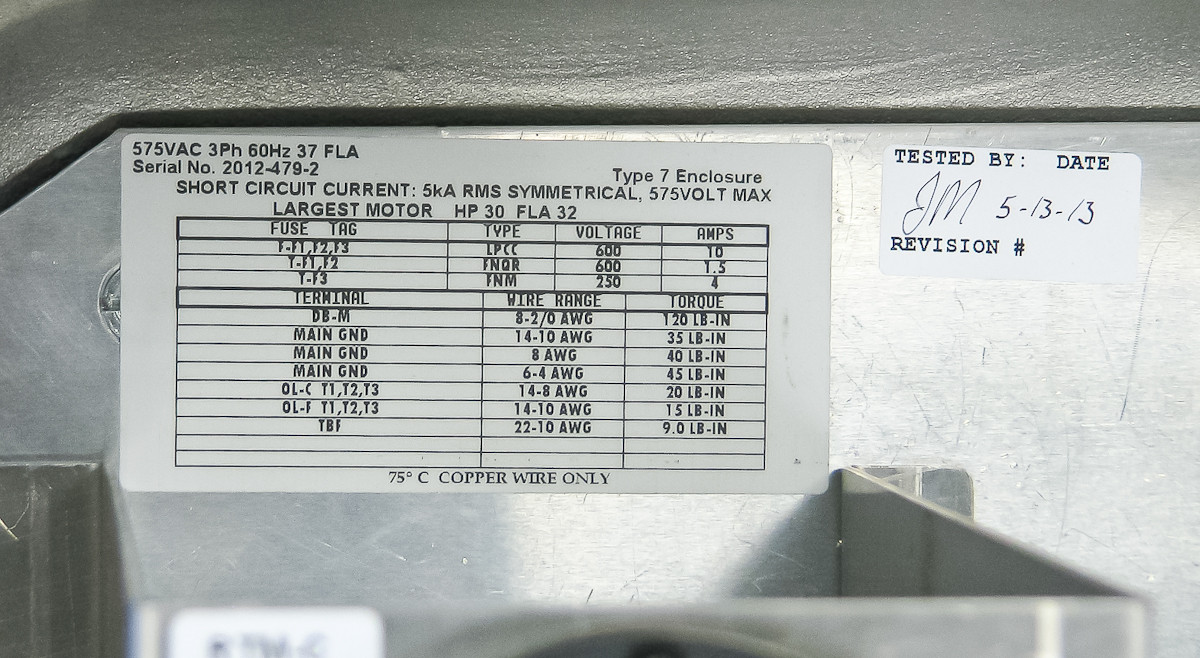 575VAC 3Ph 60Hz 37 FLA
Serial No. 2012-479-2
Type 7 Enclosure
SHORT CIRCUIT CURRENT: 5kA RMS SYMMETRICAL, 575VOLT MAX
LARGEST MOTOR HP 30 FLA 32
FUSE TAG TYPE VOLTAGE AMPS
F-F1,F2,F3 LPCC 600 10
T-F1,F2 FNQR 600 1.5
T-F3 FNM 250 4
TERMINAL WIRE RANGE TORQUE
DB-M 8-2/0 AWG 120 LB-IN
MAIN GND 14-10 AWG 35 LB-IN
MAIN GND 8 AWG 40 LB-IN
MAIN GND 6-4 AWG 45 LB-IN
OL-C T1,T2,T3 14-8 AWG 20 LB-IN
OL-F T1,T2,T3 14-10 AWG 15 LB-IN
TBF 22-10 AWG 9.0 LB-IN
75° C COPPER WIRE ONLY
TESTED BY: DATE
JM 5-13-13
REVISION #